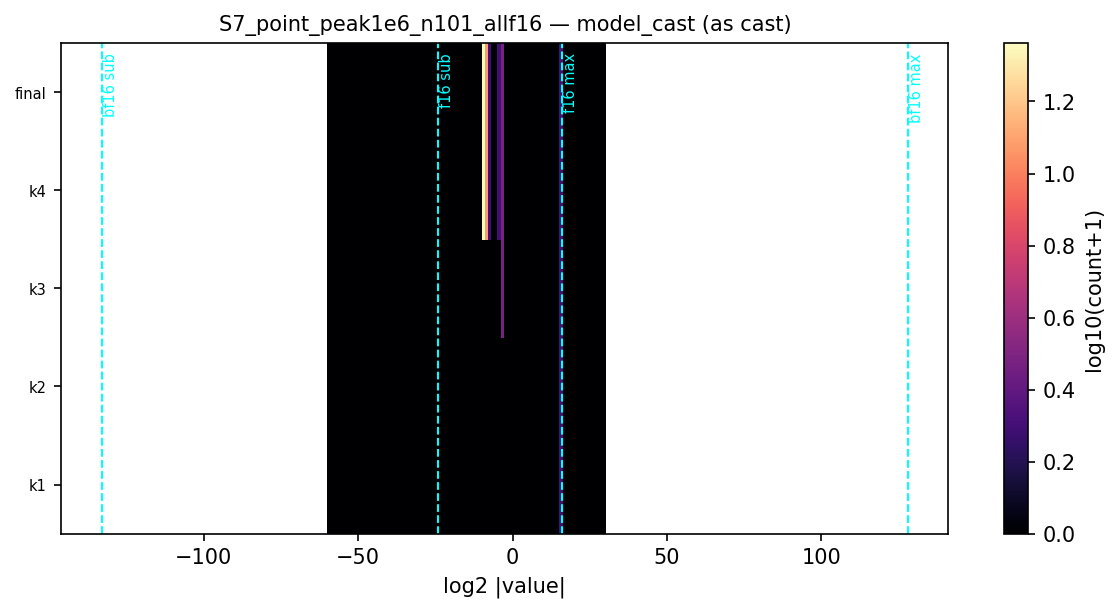 S7_point_peak1e6_n101_allf16 — model_cast (as cast)
bf16 sub
f16 sub
f16 max
bf16 max
final
k4
k3
k2
k1
−100
−50
0
50
100
log2 |value|
1.2
1.0
0.8
0.6
0.4
0.2
0.0
log10(count+1)